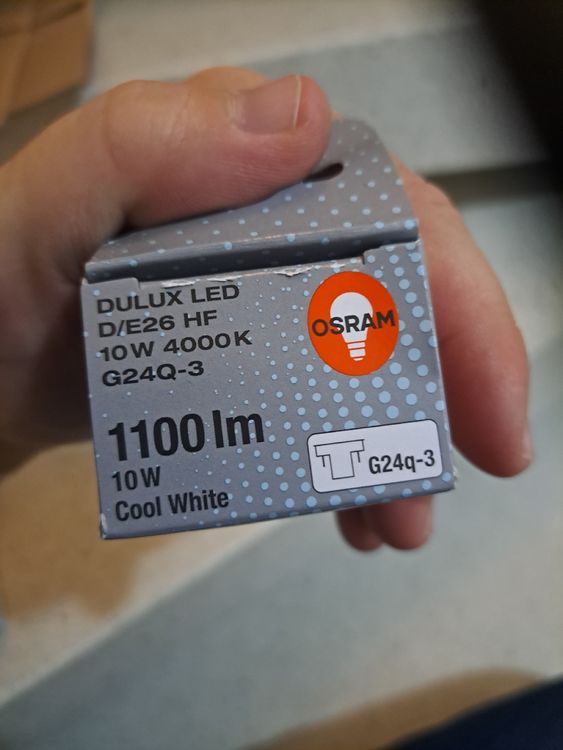 DULUX LED
D/E26 HF
10W 4000K
G24Q-3
OSRAM
1100 lm
10W
Cool White
G24q-3